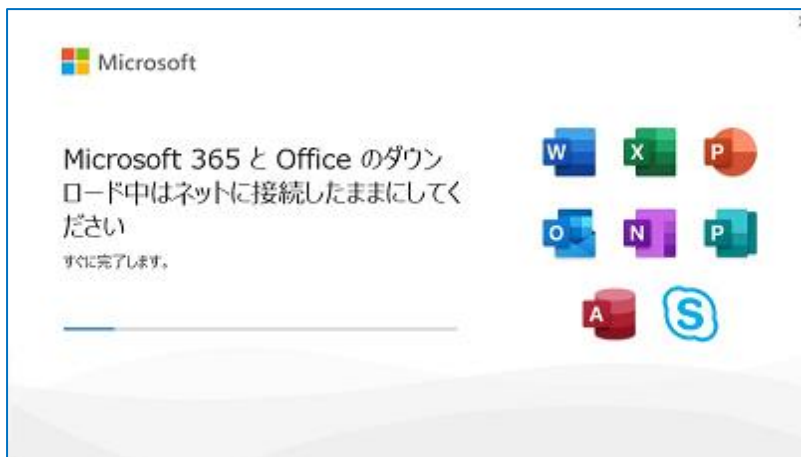 Microsoft
Microsoft 365 と Office のダウン
ロード中はネットに接続したままにしてく
ださい
すぐに完了します。
W X P
O N P
A S